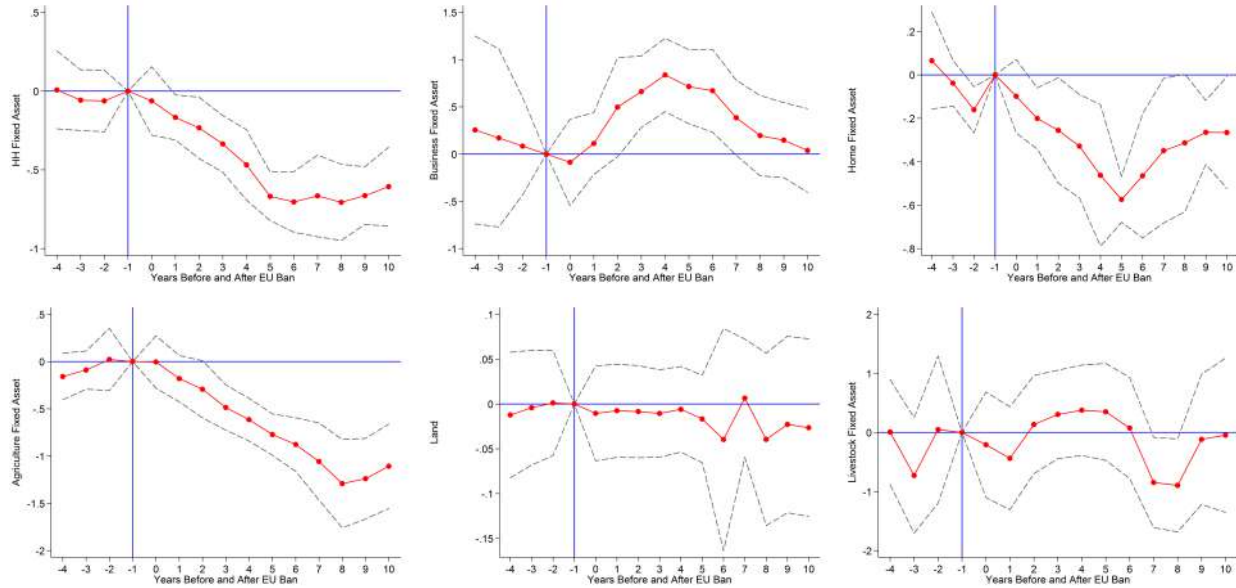 HH Fixed Asset
.5
0
-.5
-1
-4 -3 -2 -1 0 1 2 3 4 5 6 7 8 9 10
Years Before and After EU Ban
Business Fixed Asset
1.5
1
.5
0
-.5
-1
-4 -3 -2 -1 0 1 2 3 4 5 6 7 8 9 10
Years Before and After EU Ban
Home Fixed Asset
.2
0
-.2
-.4
-.6
-.8
-4 -3 -2 -1 0 1 2 3 4 5 6 7 8 9 10
Years Before and After EU Ban
Agriculture Fixed Asset
.5
0
-.5
-1
-1.5
-2
-4 -3 -2 -1 0 1 2 3 4 5 6 7 8 9 10
Years Before and After EU Ban
Land
.1
.05
0
-.05
-.1
-.15
-4 -3 -2 -1 0 1 2 3 4 5 6 7 8 9 10
Years Before and After EU Ban
Livestock Fixed Asset
2
1
0
-1
-2
-4 -3 -2 -1 0 1 2 3 4 5 6 7 8 9 10
Years Before and After EU Ban